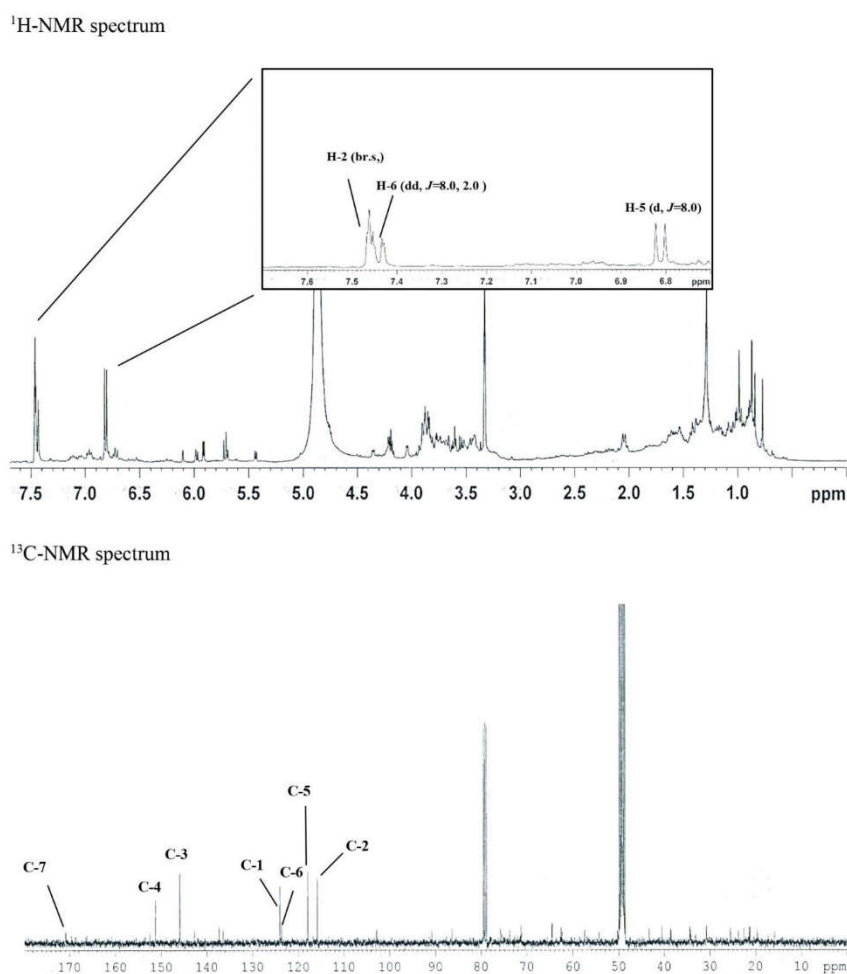 ¹H-NMR spectrum
H-2 (br.s,)
H-6 (dd, J=8.0, 2.0 )
H-5 (d, J=8.0)
7.6 7.5 7.4 7.3 7.2 7.1 7.0 6.9 6.8 ppm
7.5 7.0 6.5 6.0 5.5 5.0 4.5 4.0 3.5 3.0 2.5 2.0 1.5 1.0 ppm
¹³C-NMR spectrum
C-5
C-3 C-1 C-6 C-2
C-7
C-4
170 160 150 140 130 120 110 100 90 80 70 60 50 40 30 20 ppm